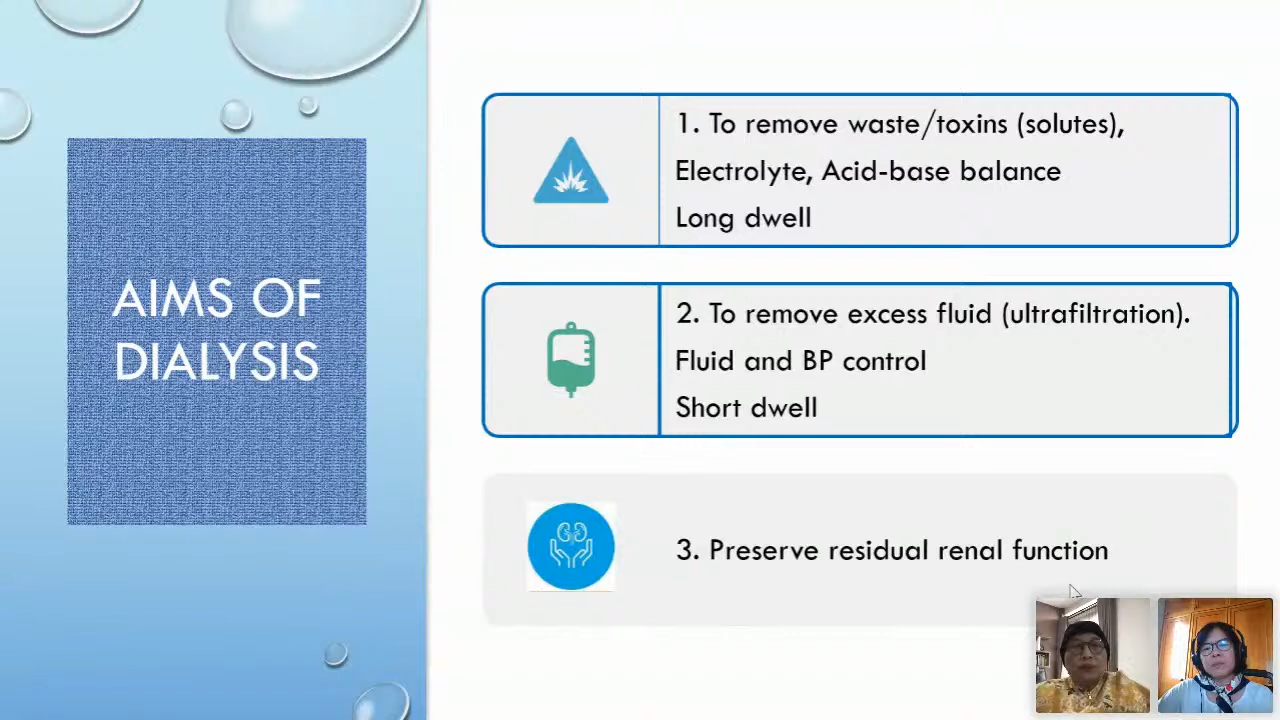 AIMS OF
DIALYSIS
1. To remove waste/toxins (solutes),
Electrolyte, Acid-base balance
Long dwell
2. To remove excess fluid (ultrafiltration).
Fluid and BP control
Short dwell
3. Preserve residual renal function